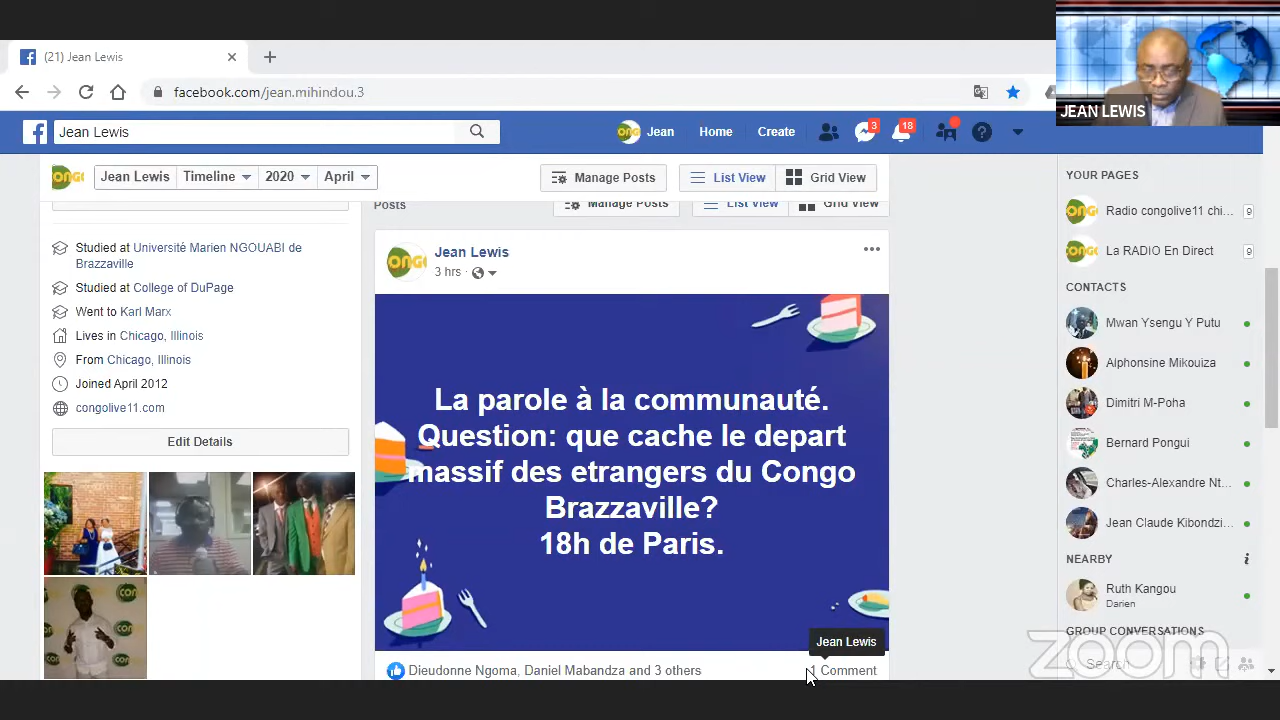 (21) Jean Lewis
facebook.com/jean.mihindou.3
JEAN LEWIS
Jean Lewis
Jean
Home
Create
3
18
Jean Lewis
Timeline
2020
April
Manage Posts
List View
Grid View
Posts
Manage Posts
List View
Grid View
Studied at Université Marien NGOUABI de
Brazzaville
Studied at College of DuPage
Went to Karl Marx
Lives in Chicago, Illinois
From Chicago, Illinois
Joined April 2012
congolive11.com
Edit Details
Jean Lewis
3 hrs ·
La parole à la communauté.
Question: que cache le depart
massif des etrangers du Congo
Brazzaville?
18h de Paris.
Jean Lewis
Dieudonne Ngoma, Daniel Mabandza and 3 others
1 Comment
YOUR PAGES
Radio congolive11 chi... 9
La RADIO En Direct 9
CONTACTS
Mwan Ysengu Y Putu
Alphonsine Mikouiza
Dimitri M-Poha
Bernard Pongui
Charles-Alexandre Nt...
Jean Claude Kibondzi...
NEARBY
Ruth Kangou
Darien
GROUP CONVERSATIONS
Search
zoom